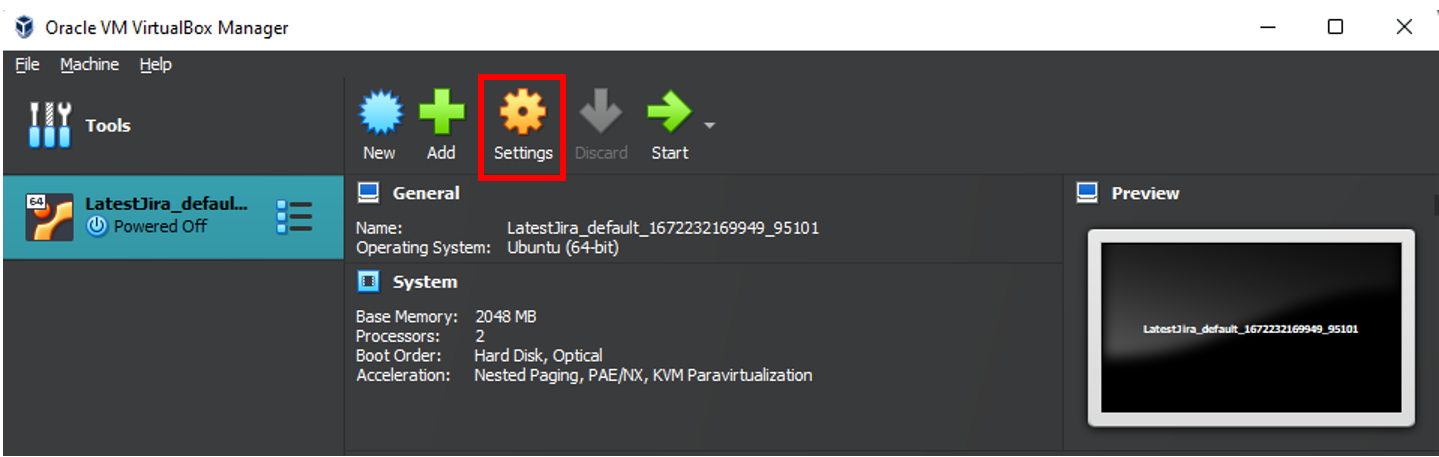 Oracle VM VirtualBox Manager
File Machine Help
Tools
New Add Settings Discard Start
64
LatestJira_defaul...
Powered Off
General
Name: LatestJira_default_1672232169949_95101
Operating System: Ubuntu (64-bit)
System
Base Memory: 2048 MB
Processors: 2
Boot Order: Hard Disk, Optical
Acceleration: Nested Paging, PAE/NX, KVM Paravirtualization
Preview
LatestJira_default_1672232169949_95101